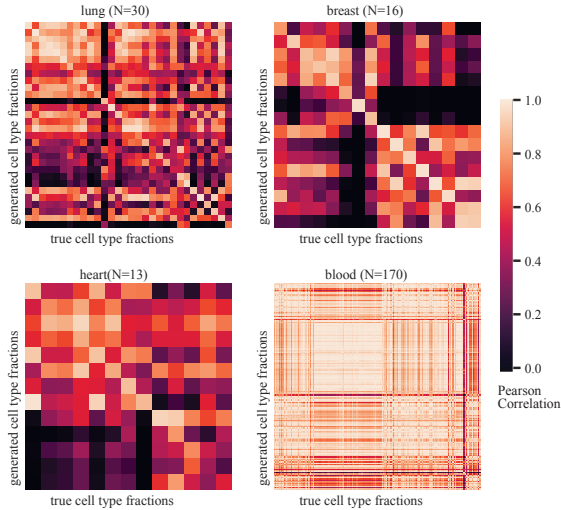 lung (N=30)
breast (N=16)
generated cell type fractions
generated cell type fractions
true cell type fractions
true cell type fractions
1.0
0.8
0.6
0.4
0.2
0.0
Pearson
Correlation
heart(N=13)
blood (N=170)
generated cell type fractions
generated cell type fractions
true cell type fractions
true cell type fractions